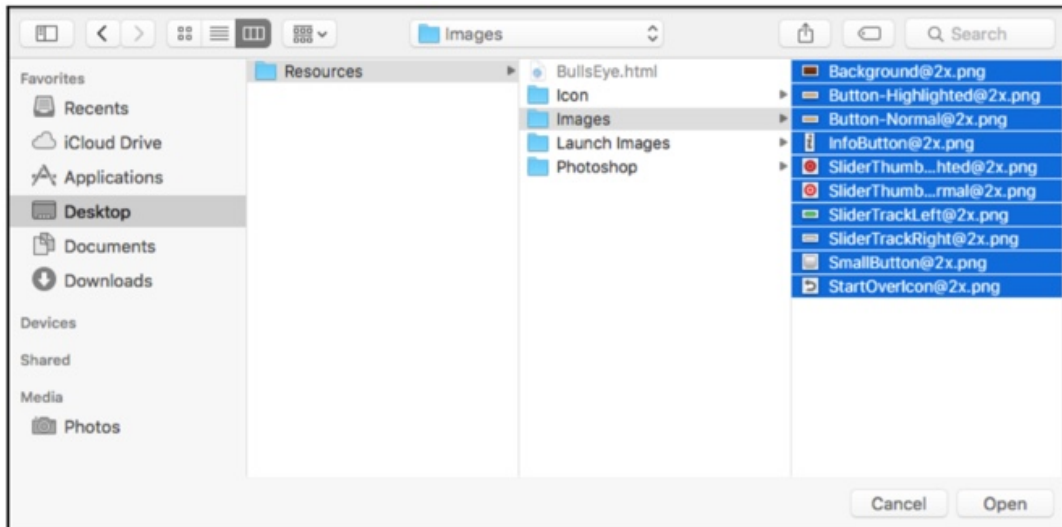 Images
Search
Favorites
Recents
iCloud Drive
Applications
Desktop
Documents
Downloads
Devices
Shared
Media
Photos
Resources
BullsEye.html
Icon
Images
Launch Images
Photoshop
Background@2x.png
Button-Highlighted@2x.png
Button-Normal@2x.png
InfoButton@2x.png
SliderThumb...hted@2x.png
SliderThumb...rmal@2x.png
SliderTrackLeft@2x.png
SliderTrackRight@2x.png
SmallButton@2x.png
StartOverIcon@2x.png
Cancel
Open